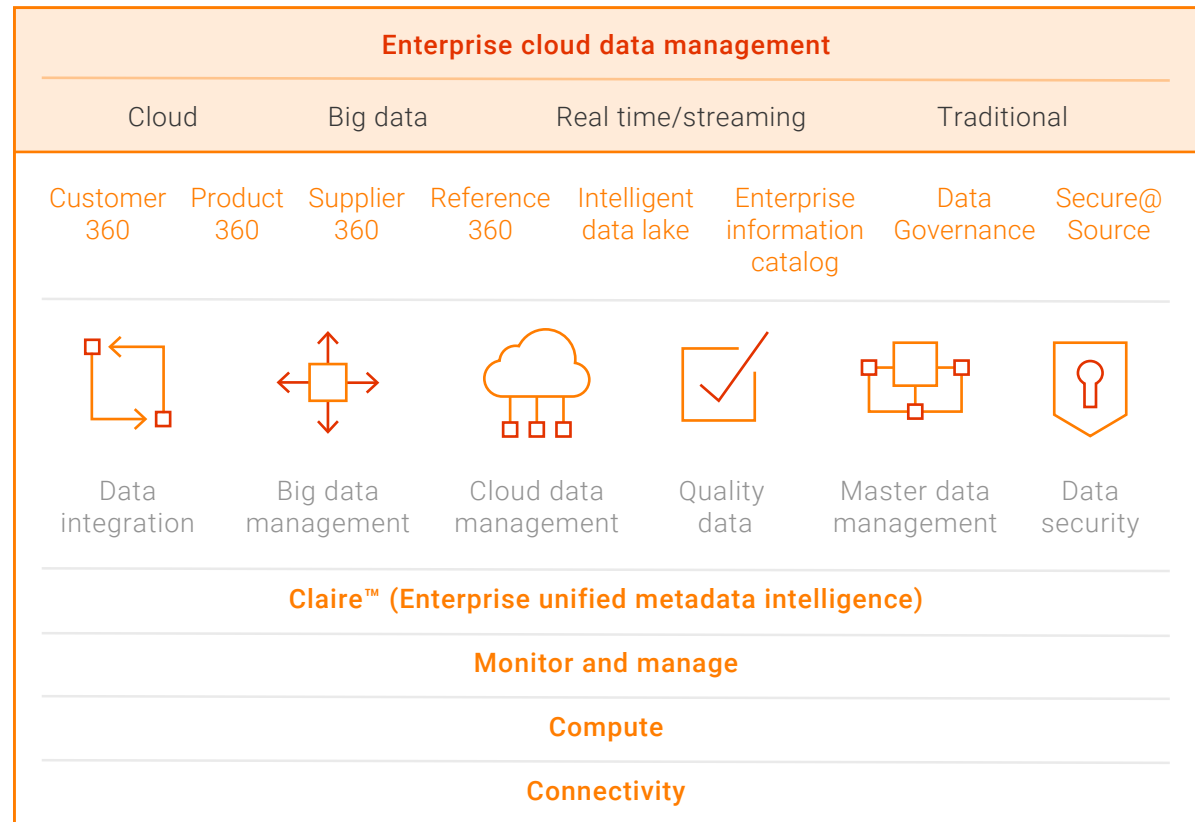 Enterprise cloud data management
Cloud Big data Real time/streaming Traditional
Customer 360
Product 360
Supplier 360
Reference 360
Intelligent data lake
Enterprise information catalog
Data Governance
Secure@ Source
Data integration
Big data management
Cloud data management
Quality data
Master data management
Data security
Claire™ (Enterprise unified metadata intelligence)
Monitor and manage
Compute
Connectivity